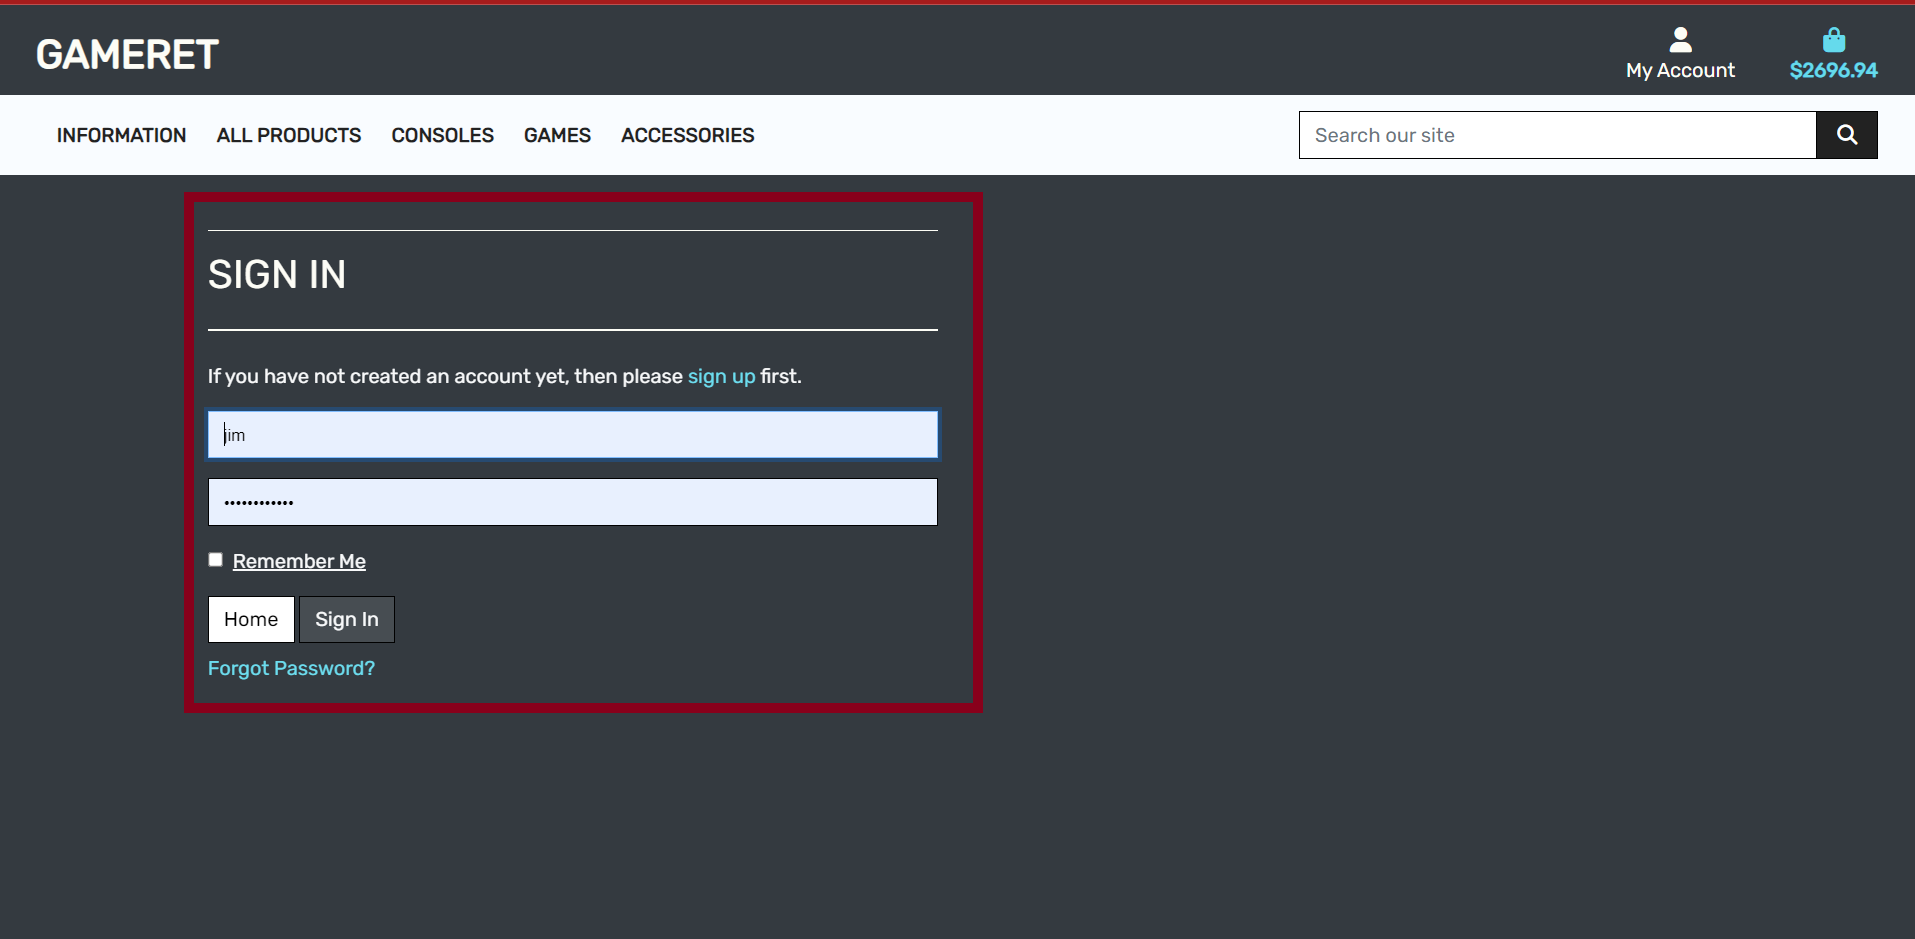 GAMERET
My Account
$2696.94
INFORMATION ALL PRODUCTS CONSOLES GAMES ACCESSORIES
Search our site
SIGN IN
If you have not created an account yet, then please sign up first.
jim
••••••••••••
Remember Me
Home Sign In
Forgot Password?